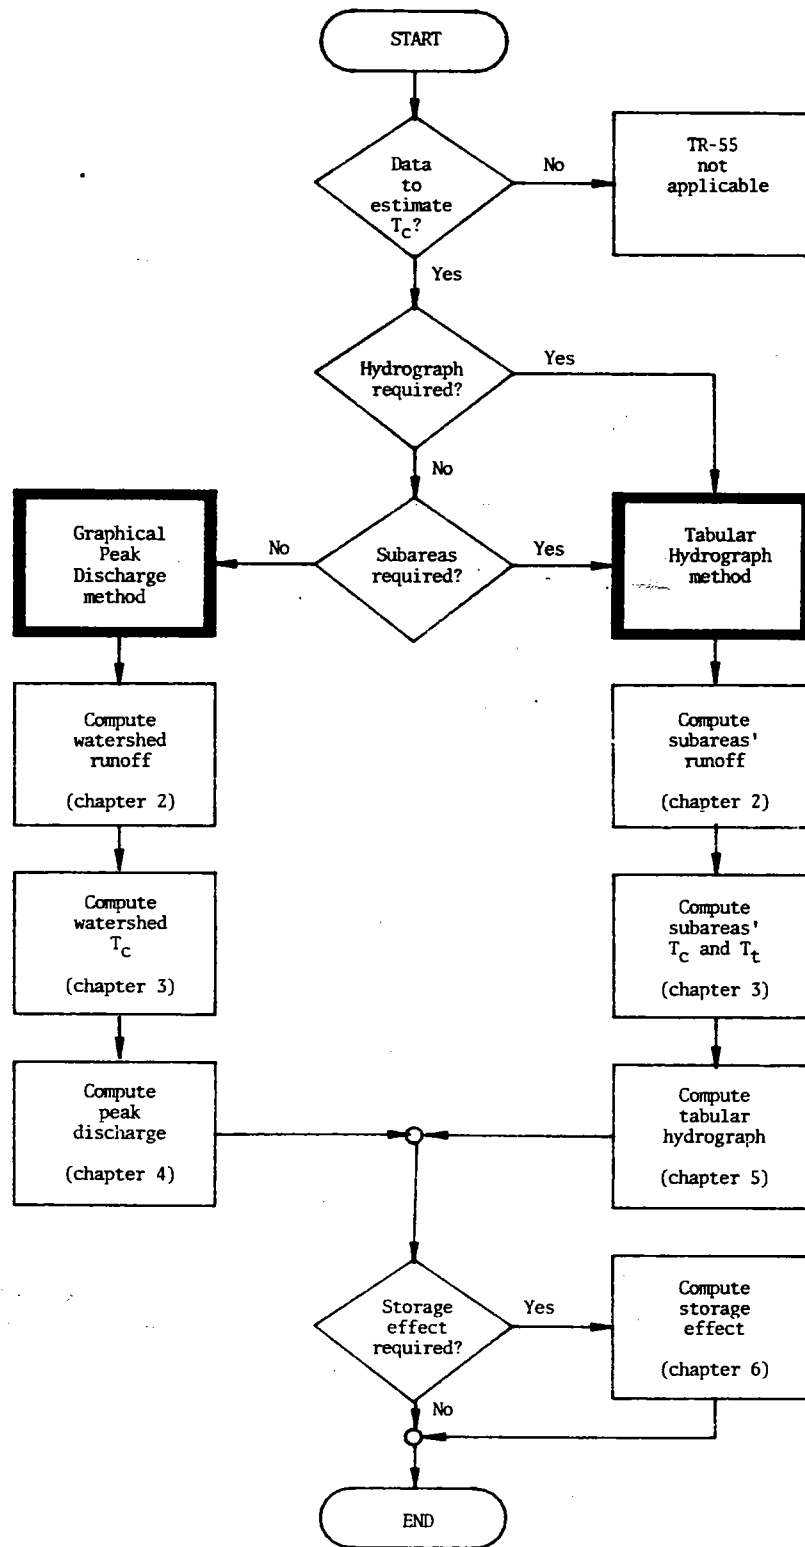 START
Data
to
estimate
Tc?
No
TR-55
not
applicable
Yes
Hydrograph
required?
Yes
No
Graphical
Peak
Discharge
method
No
Subareas
required?
Yes
Tabular
Hydrograph
method
Compute
watershed
runoff
(chapter 2)
Compute
subareas'
runoff
(chapter 2)
Compute
watershed
Tc
(chapter 3)
Compute
subareas'
Tc and Tt
(chapter 3)
Compute
peak
discharge
(chapter 4)
Compute
tabular
hydrograph
(chapter 5)
Storage
effect
required?
Yes
Compute
storage
effect
(chapter 6)
No
END